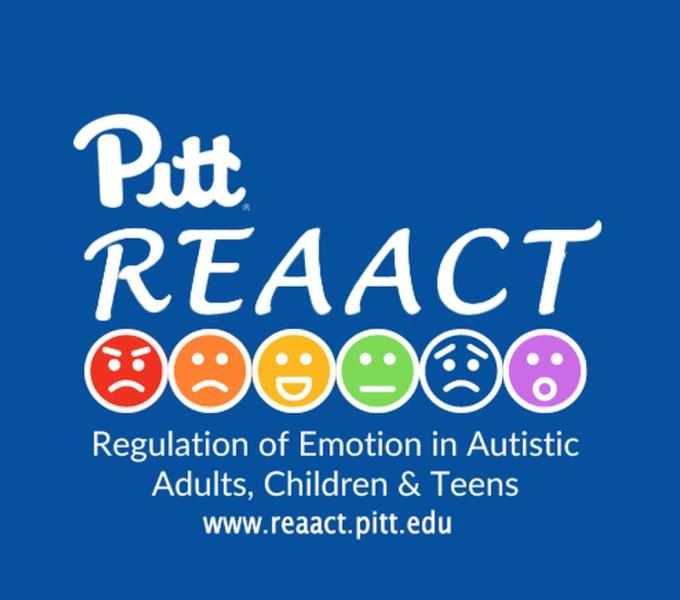 Pitt
REAACT
Regulation of Emotion in Autistic
Adults, Children & Teens
www.reaact.pitt.edu